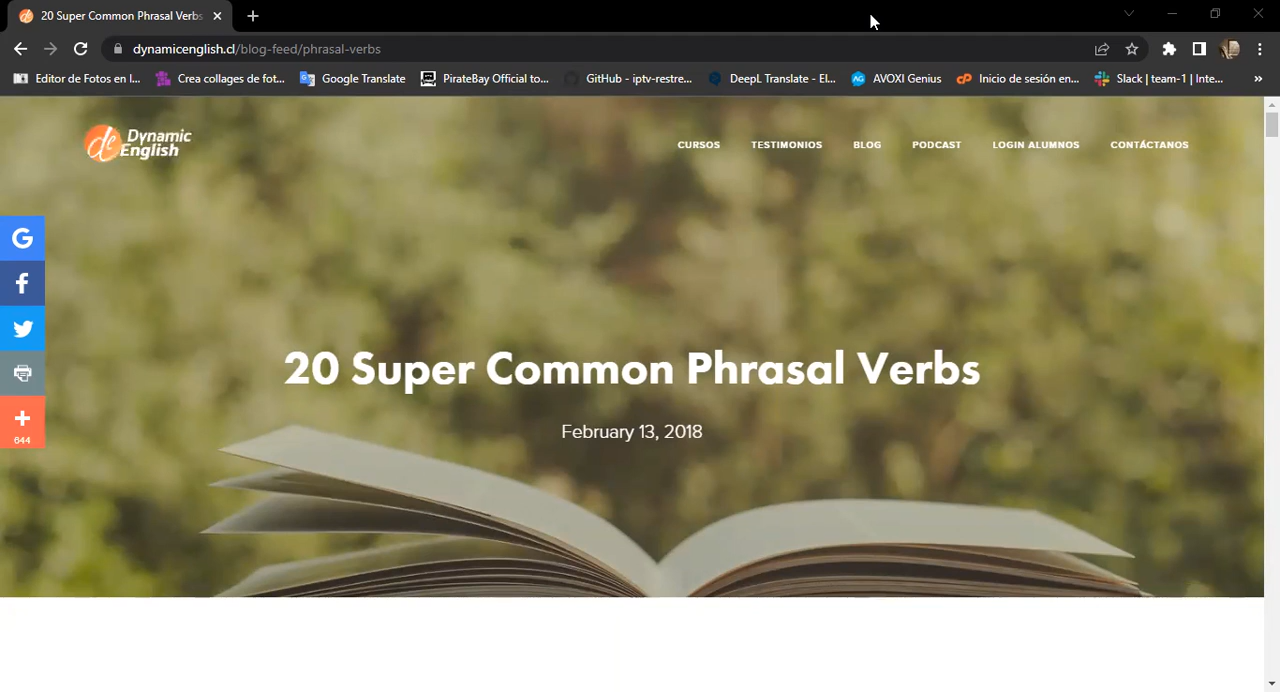 20 Super Common Phrasal Verbs
dynamicenglish.cl/blog-feed/phrasal-verbs
Editor de Fotos en l...
Crea collages de fot...
Google Translate
PirateBay Official to...
GitHub - iptv-restre...
DeepL Translate - El...
AVOXI Genius
Inicio de sesión en...
Slack | team-1 | Inte...
de Dynamic
English
CURSOS TESTIMONIOS BLOG PODCAST LOGIN ALUMNOS CONTÁCTANOS
20 Super Common Phrasal Verbs
February 13, 2018
644